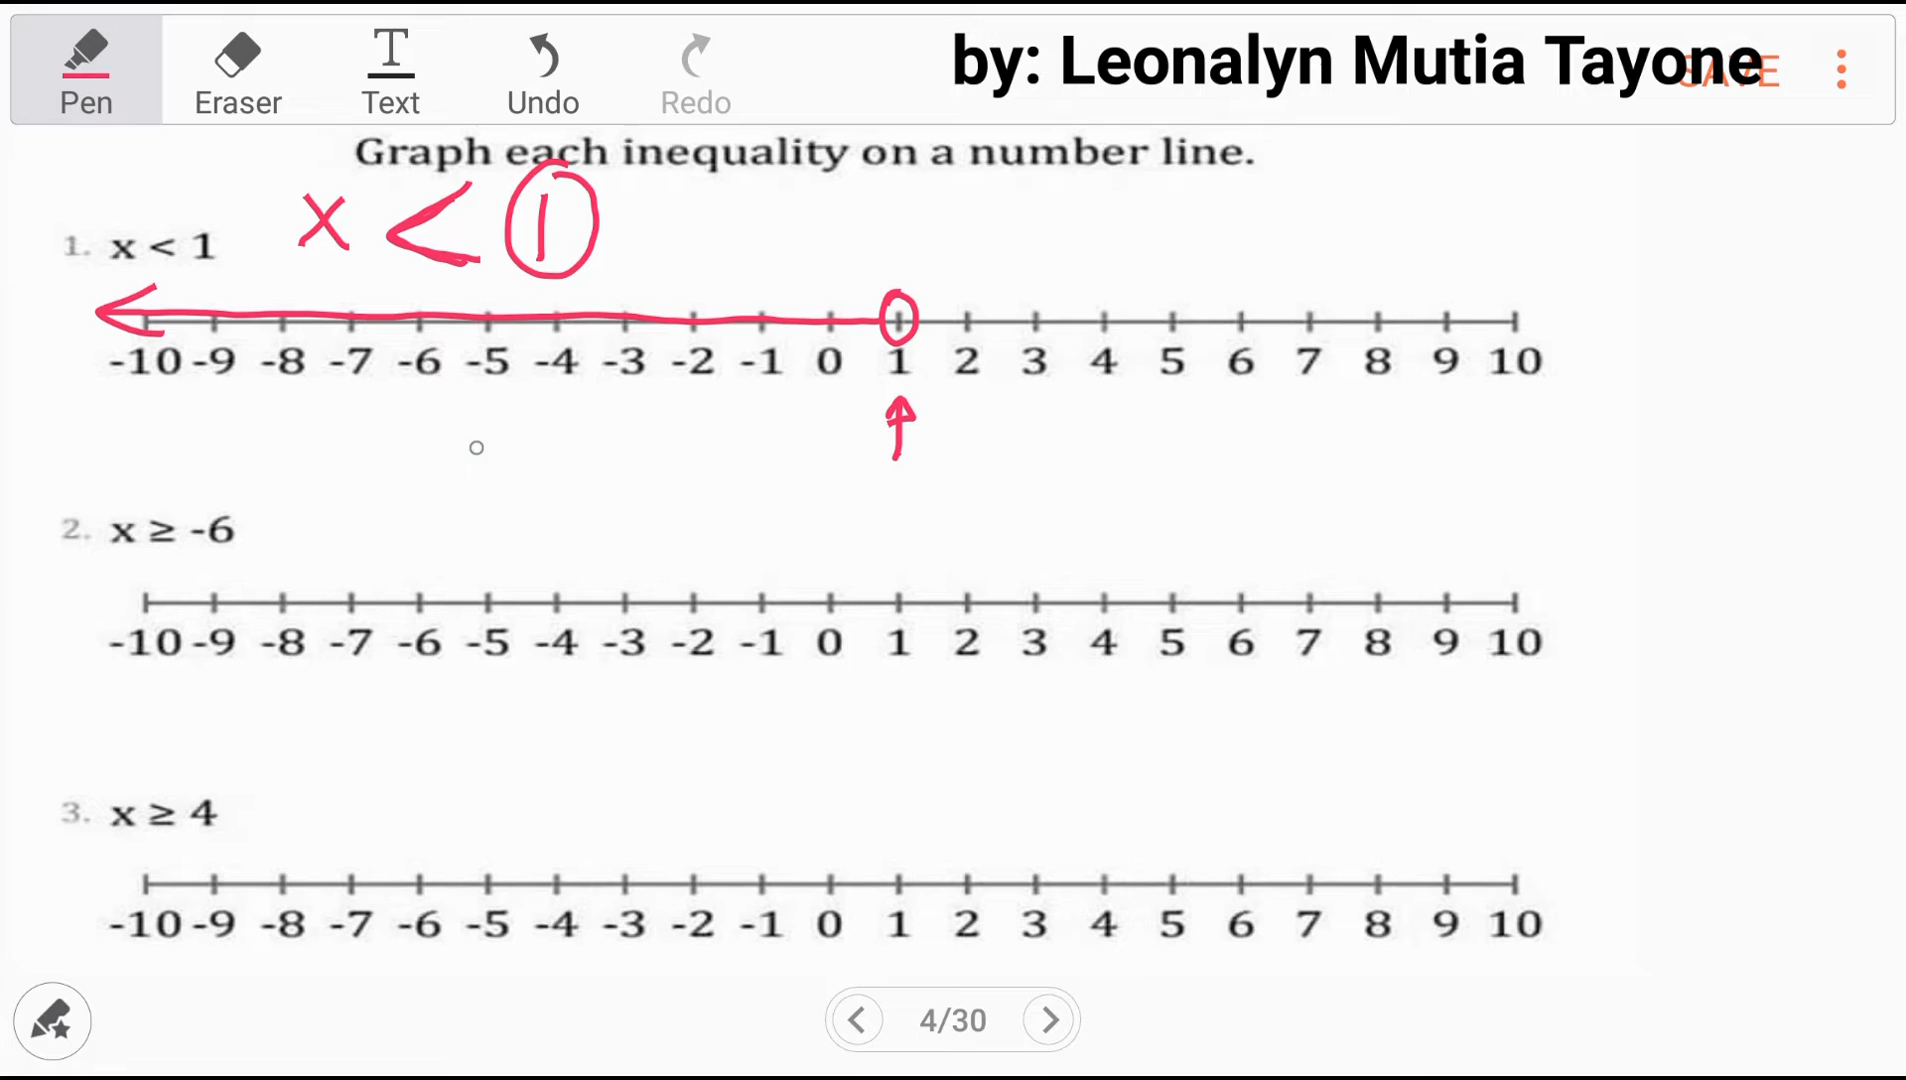 by: Leonalyn Mutia Tayone
SAVE
Pen Eraser Text Undo Redo
Graph each inequality on a number line.
x < 1
1. x < 1
-10 -9 -8 -7 -6 -5 -4 -3 -2 -1 0 1 2 3 4 5 6 7 8 9 10
2. x ≥ -6
-10 -9 -8 -7 -6 -5 -4 -3 -2 -1 0 1 2 3 4 5 6 7 8 9 10
3. x ≥ 4
-10 -9 -8 -7 -6 -5 -4 -3 -2 -1 0 1 2 3 4 5 6 7 8 9 10
4/30